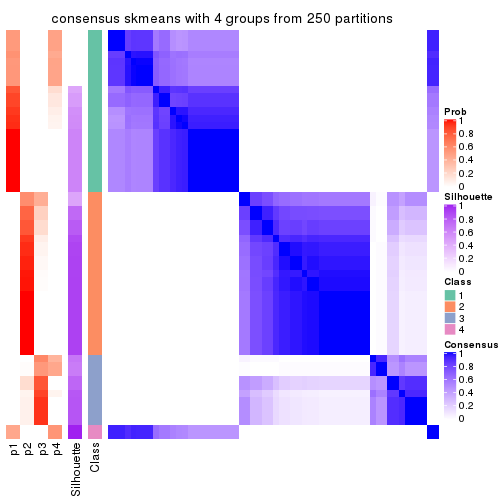 consensus skmeans with 4 groups from 250 partitions
Prob
1
0.8
0.6
0.4
0.2
0
Silhouette
1
0.8
0.6
0.4
0.2
0
Class
1
2
3
4
Consensus
1
0.8
0.6
0.4
0.2
0
p1
p2
p3
p4
Silhouette
Class